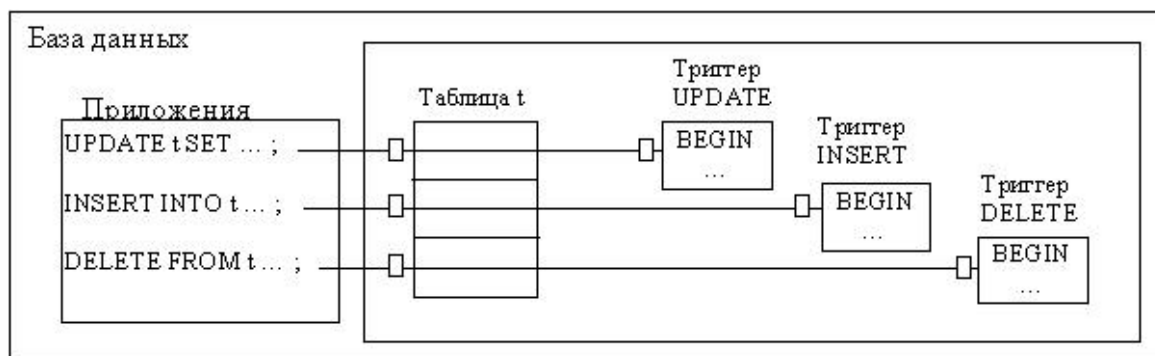 База данных
Приложения
UPDATE t SET ... ;
INSERT INTO t ... ;
DELETE FROM t ... ;
Таблица t
Триггер
UPDATE
BEGIN
...
Триггер
INSERT
BEGIN
...
Триггер
DELETE
BEGIN
...